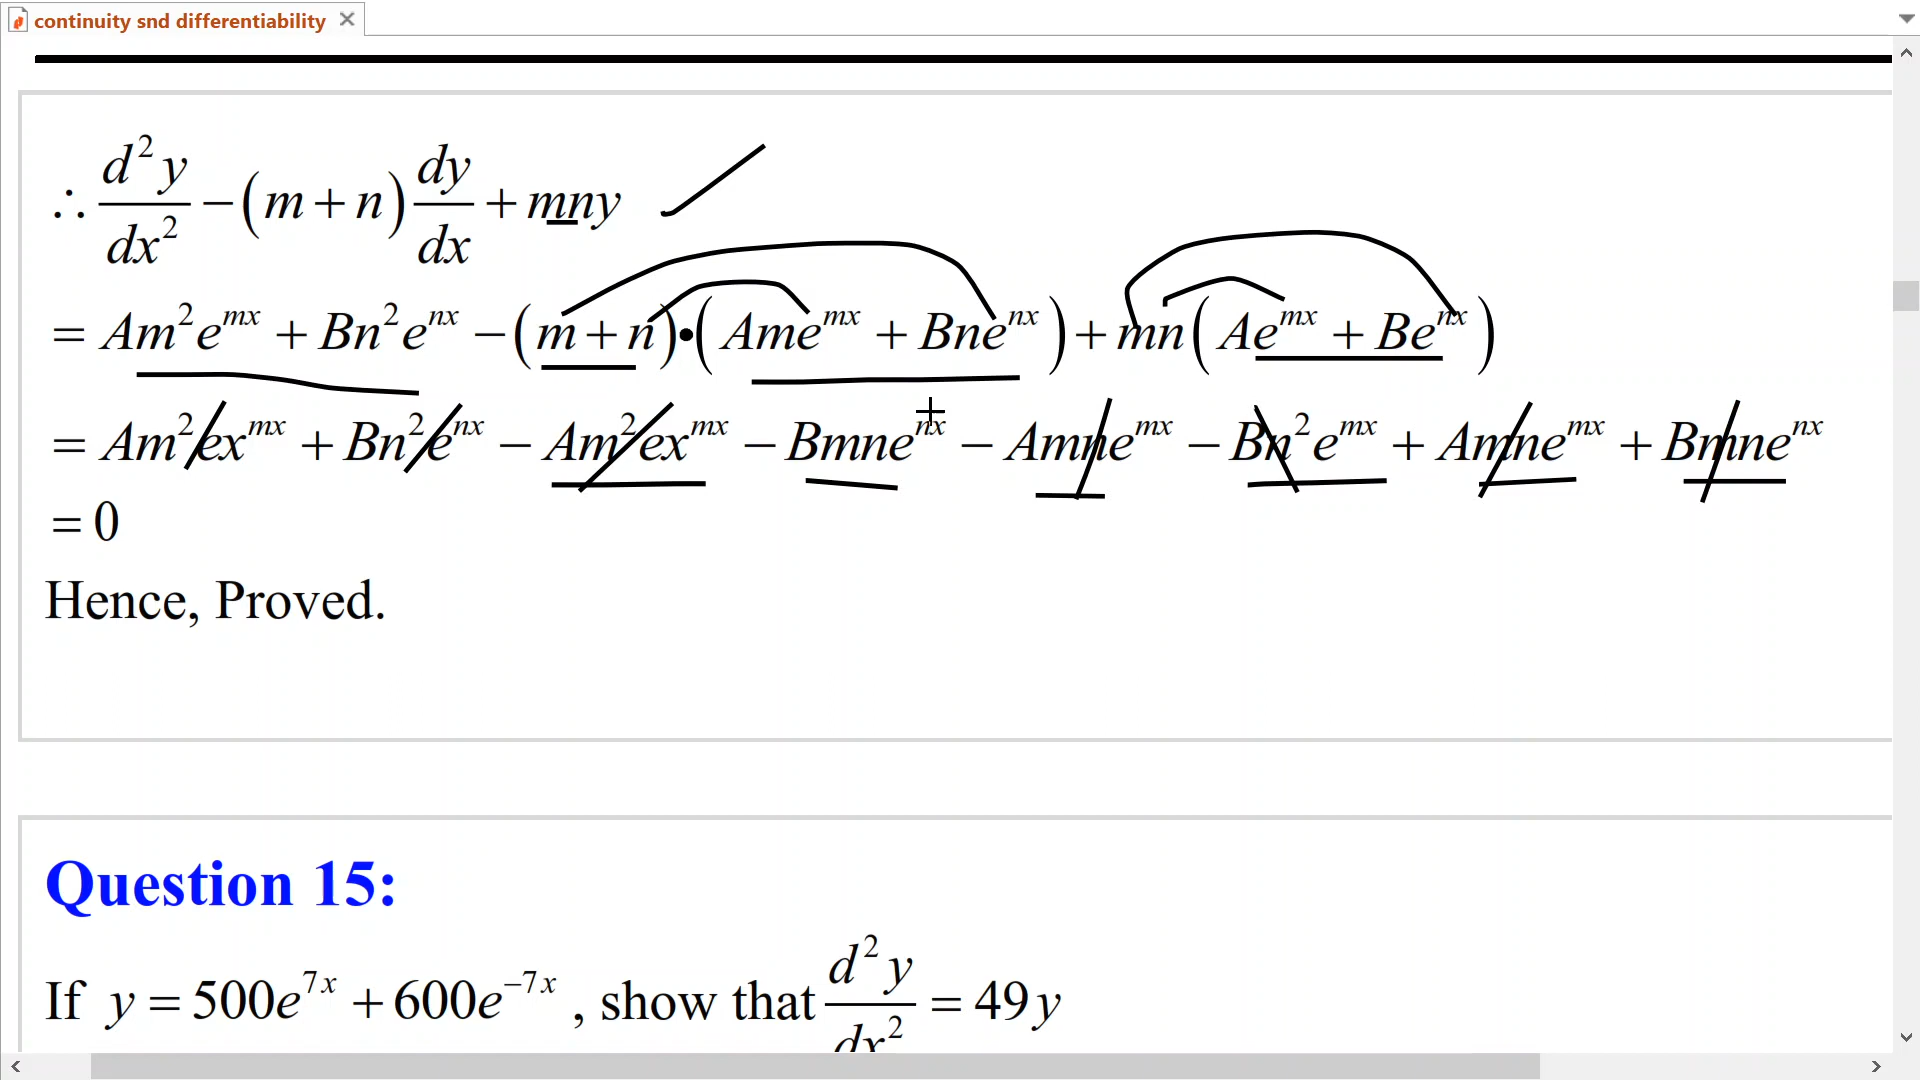 continuity snd differentiability
∴ d²y/dx² − (m + n) dy/dx + mny
= Am²e^{mx} + Bn²e^{nx} − (m + n)•(Ame^{mx} + Bne^{nx}) + mn(Ae^{mx} + Be^{nx})
= Am²ex^{mx} + Bn²e^{nx} − Am²ex^{mx} − Bmne^{nx} − Amne^{mx} − Bn²e^{mx} + Amne^{mx} + Bmne^{nx}
= 0
Hence, Proved.
Question 15:
If y = 500e^{7x} + 600e^{−7x} , show that d²y/dx² = 49y